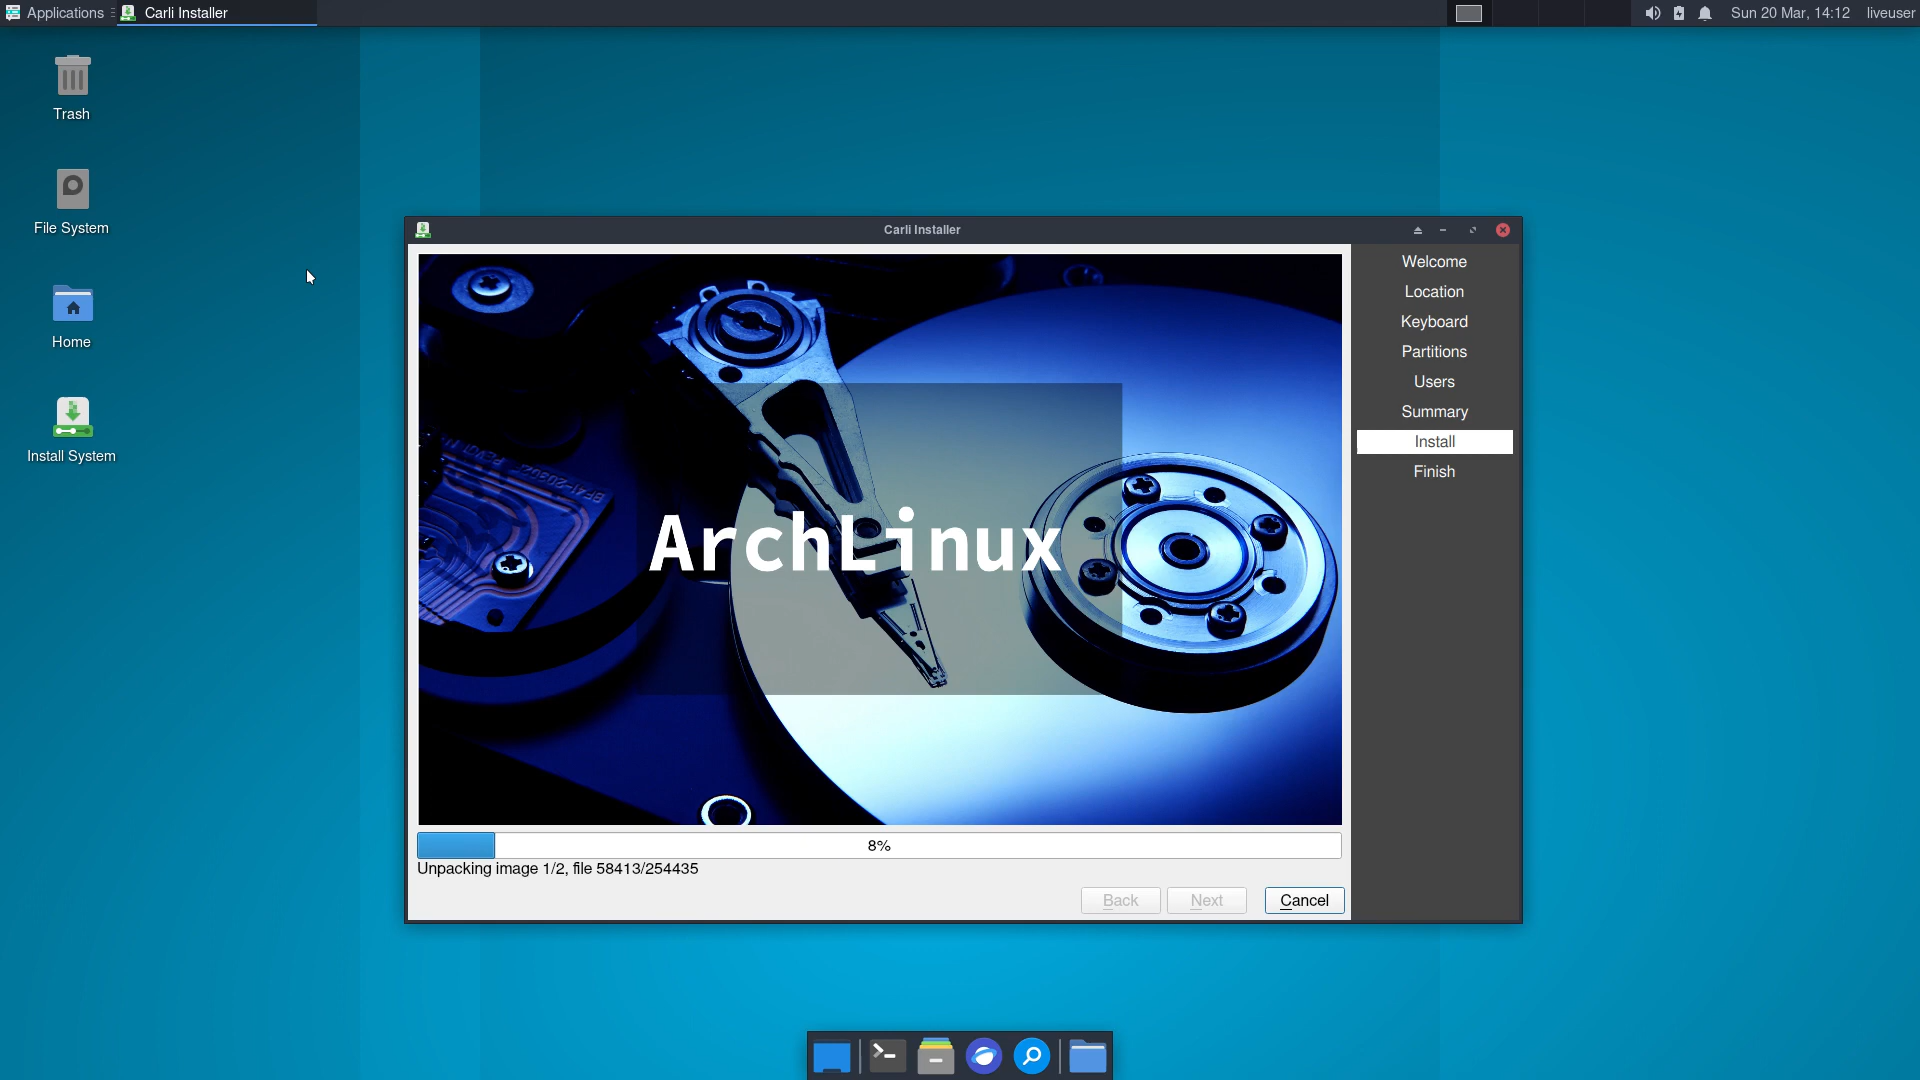 Applications
Carli Installer
Sun 20 Mar, 14:12
liveuser
Trash
File System
Home
Install System
Carli Installer
ArchLinux
8%
Unpacking image 1/2, file 58413/254435
Back
Next
Cancel
Welcome
Location
Keyboard
Partitions
Users
Summary
Install
Finish